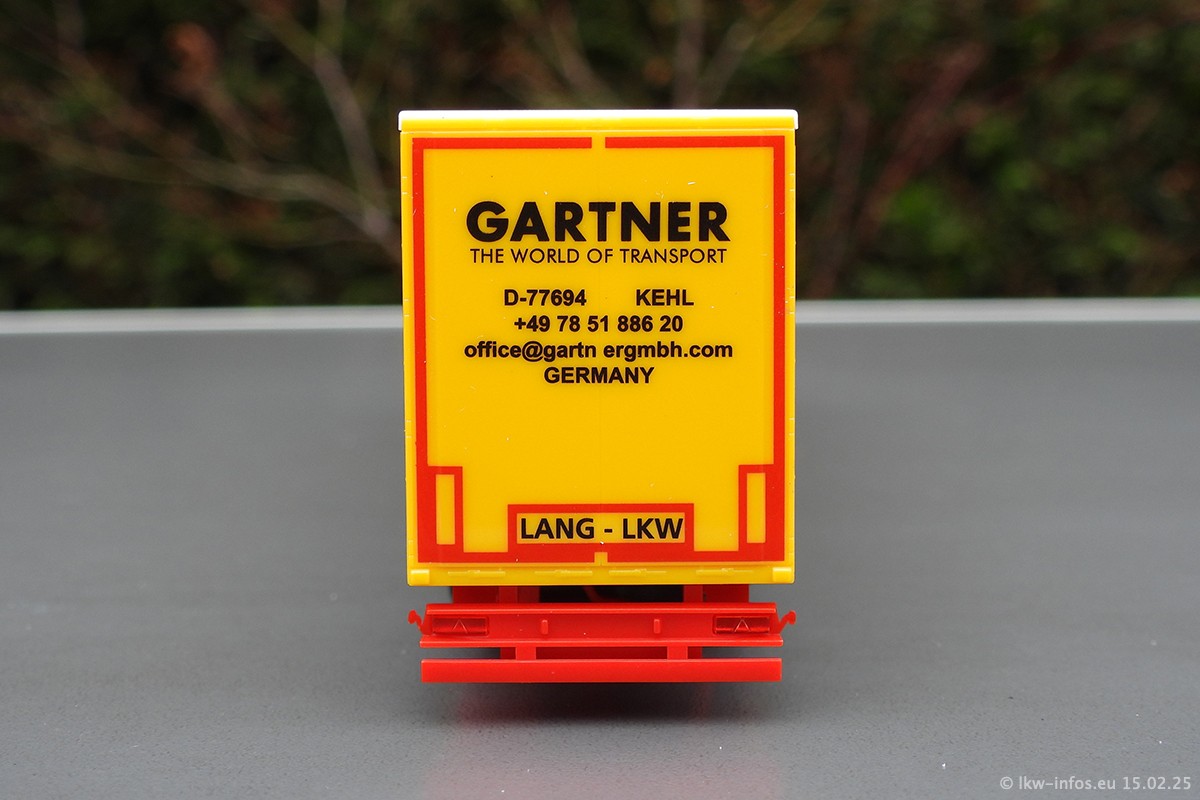 GARTNER
THE WORLD OF TRANSPORT
D-77694 KEHL
+49 78 51 886 20
office@gartn ergmbh.com
GERMANY
LANG - LKW
© lkw-infos.eu 15.02.25